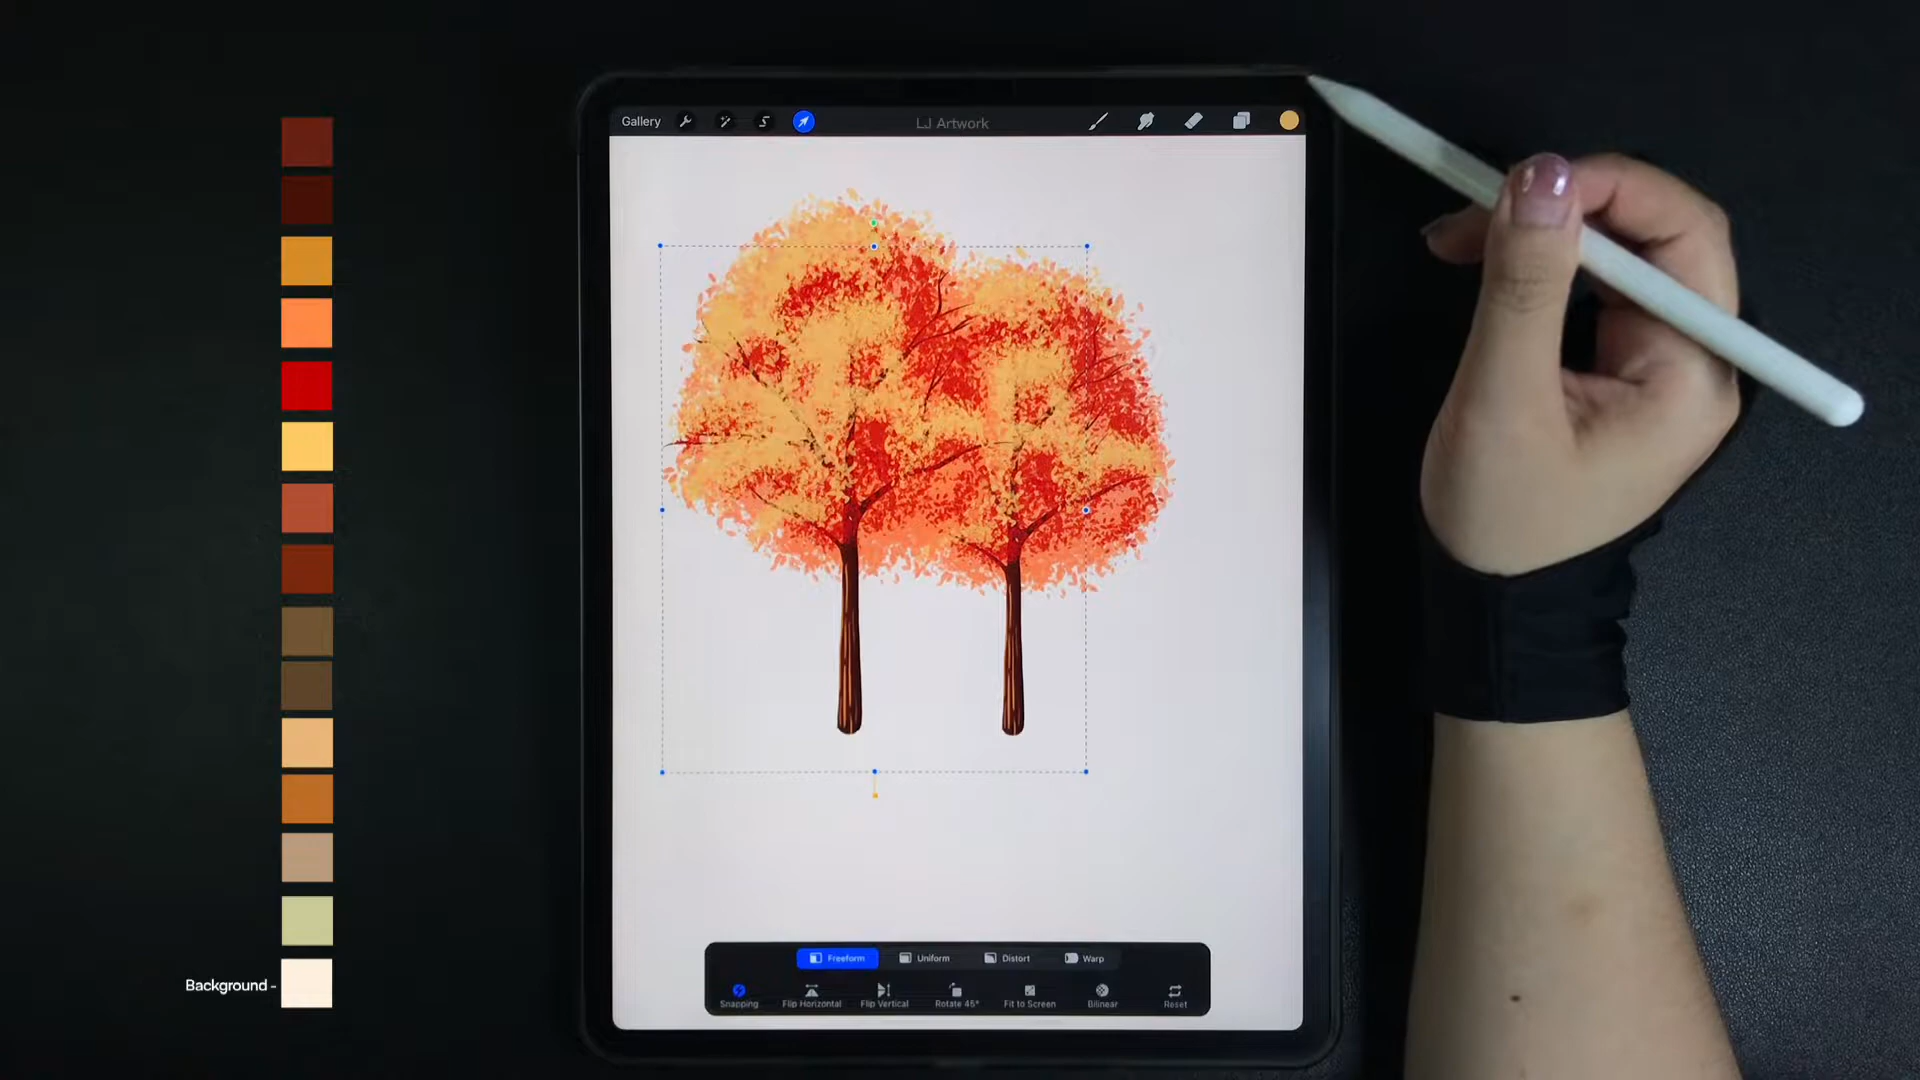 Gallery
LJ Artwork
Freeform Uniform Distort Warp
Snapping Flip Horizontal Flip Vertical Rotate 45° Fit to Screen Bilinear Reset
Background -